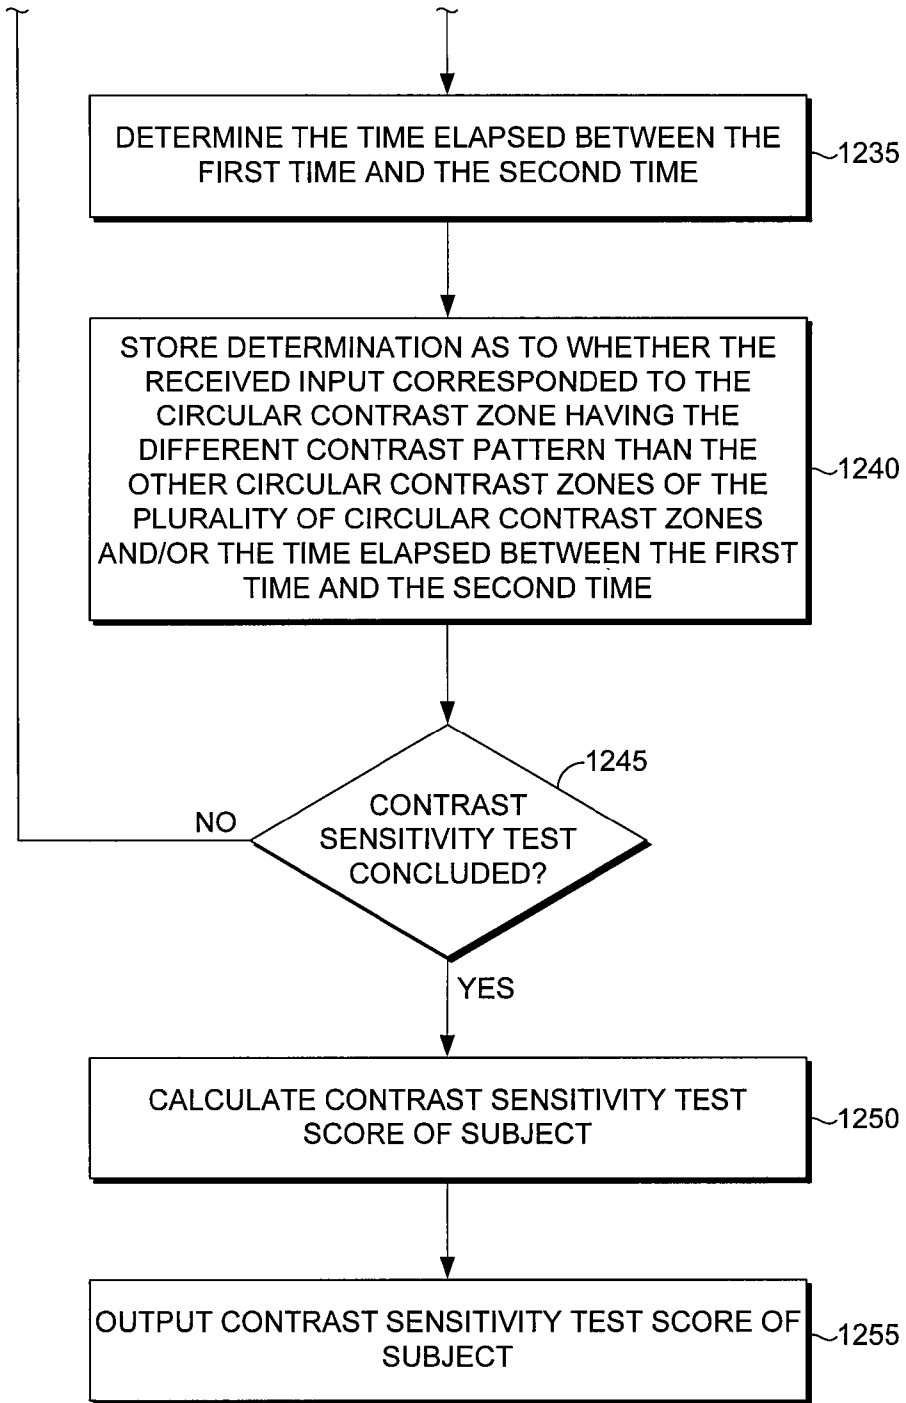 DETERMINE THE TIME ELAPSED BETWEEN THE
FIRST TIME AND THE SECOND TIME
1235
STORE DETERMINATION AS TO WHETHER THE
RECEIVED INPUT CORRESPONDED TO THE
CIRCULAR CONTRAST ZONE HAVING THE
DIFFERENT CONTRAST PATTERN THAN THE
OTHER CIRCULAR CONTRAST ZONES OF THE
PLURALITY OF CIRCULAR CONTRAST ZONES
AND/OR THE TIME ELAPSED BETWEEN THE FIRST
TIME AND THE SECOND TIME
1240
1245
CONTRAST
SENSITIVITY TEST
CONCLUDED?
NO
YES
CALCULATE CONTRAST SENSITIVITY TEST
SCORE OF SUBJECT
1250
OUTPUT CONTRAST SENSITIVITY TEST SCORE OF
SUBJECT
1255